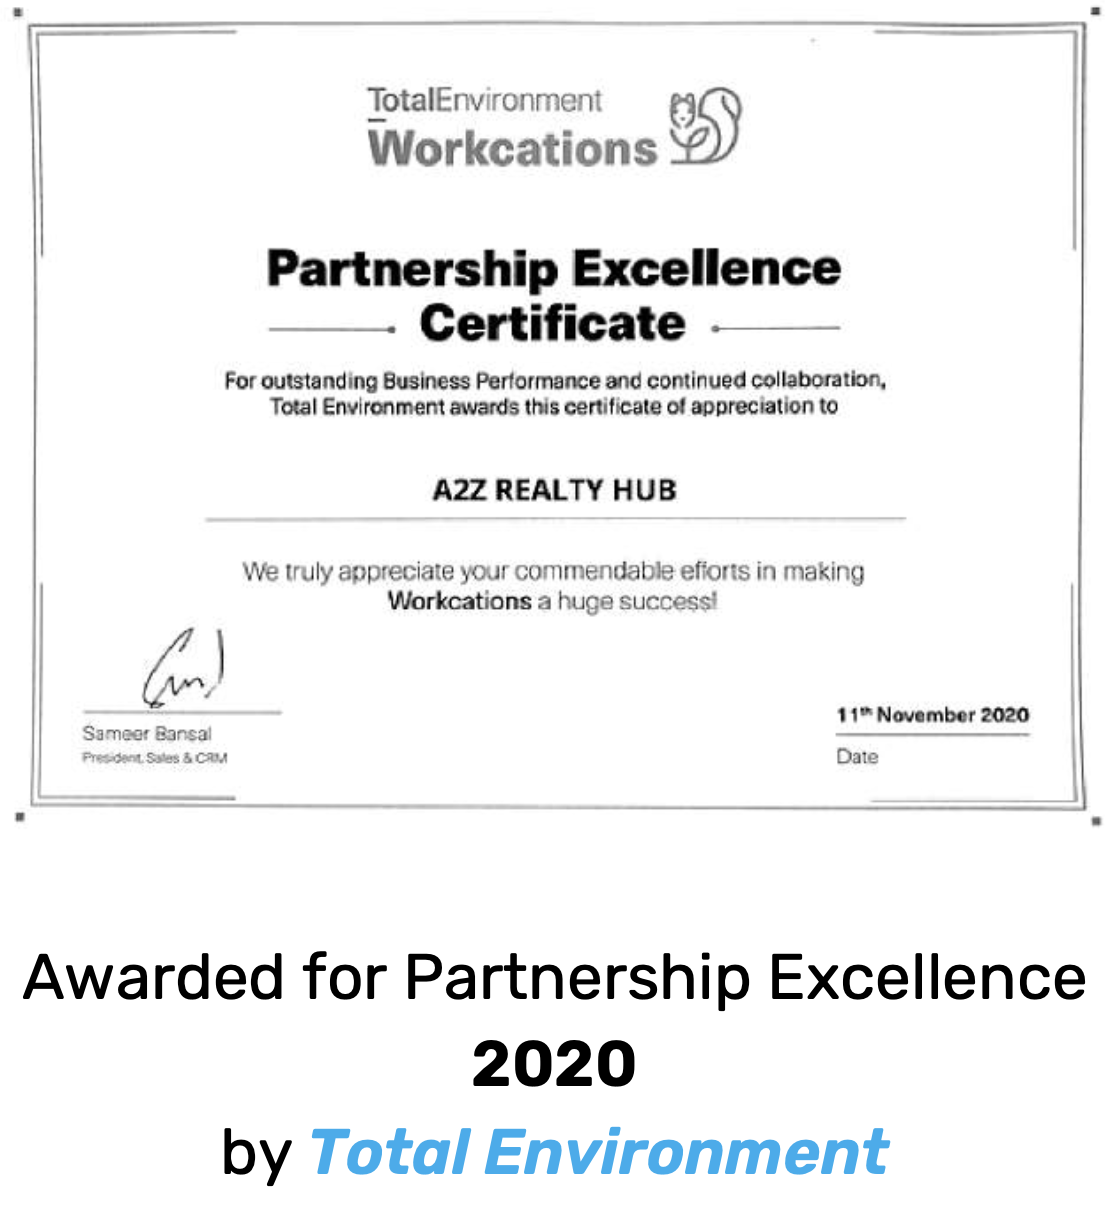 TotalEnvironment
Workcations
Partnership Excellence
Certificate
For outstanding Business Performance and continued collaboration,
Total Environment awards this certificate of appreciation to
A2Z REALTY HUB
We truly appreciate your commendable efforts in making
Workcations a huge success!
Sameer Bansal
President, Sales & CRM
11th November 2020
Date
Awarded for Partnership Excellence
2020
by Total Environment